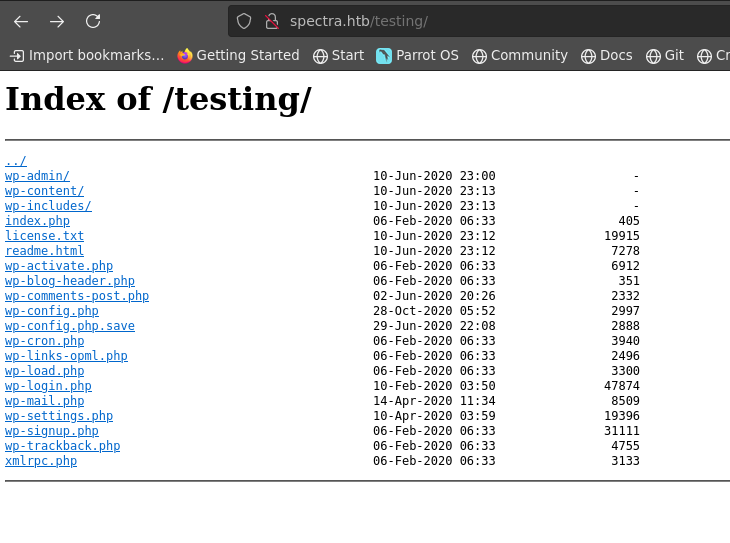 spectra.htb/testing/
Import bookmarks... Getting Started Start Parrot OS Community Docs Git
Index of /testing/
../
wp-admin/ 10-Jun-2020 23:00 -
wp-content/ 10-Jun-2020 23:13 -
wp-includes/ 10-Jun-2020 23:13 -
index.php 06-Feb-2020 06:33 405
license.txt 10-Jun-2020 23:12 19915
readme.html 10-Jun-2020 23:12 7278
wp-activate.php 06-Feb-2020 06:33 6912
wp-blog-header.php 06-Feb-2020 06:33 351
wp-comments-post.php 02-Jun-2020 20:26 2332
wp-config.php 28-Oct-2020 05:52 2997
wp-config.php.save 29-Jun-2020 22:08 2888
wp-cron.php 06-Feb-2020 06:33 3940
wp-links-opml.php 06-Feb-2020 06:33 2496
wp-load.php 06-Feb-2020 06:33 3300
wp-login.php 10-Feb-2020 03:50 47874
wp-mail.php 14-Apr-2020 11:34 8509
wp-settings.php 10-Apr-2020 03:59 19396
wp-signup.php 06-Feb-2020 06:33 31111
wp-trackback.php 06-Feb-2020 06:33 4755
xmlrpc.php 06-Feb-2020 06:33 3133